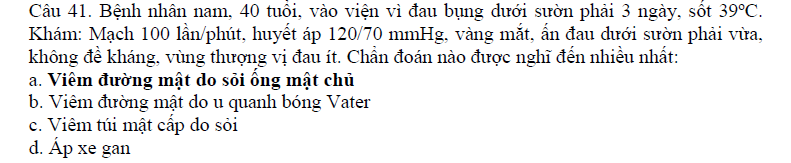 Câu 41. Bệnh nhân nam, 40 tuổi, vào viện vì đau bụng dưới sườn phải 3 ngày, sốt 39ºC.
Khám: Mạch 100 lần/phút, huyết áp 120/70 mmHg, vàng mắt, ấn đau dưới sườn phải vừa,
không đề kháng, vùng thượng vị đau ít. Chẩn đoán nào được nghĩ đến nhiều nhất:
a. Viêm đường mật do sỏi ống mật chủ
b. Viêm đường mật do u quanh bóng Vater
c. Viêm túi mật cấp do sỏi
d. Áp xe gan